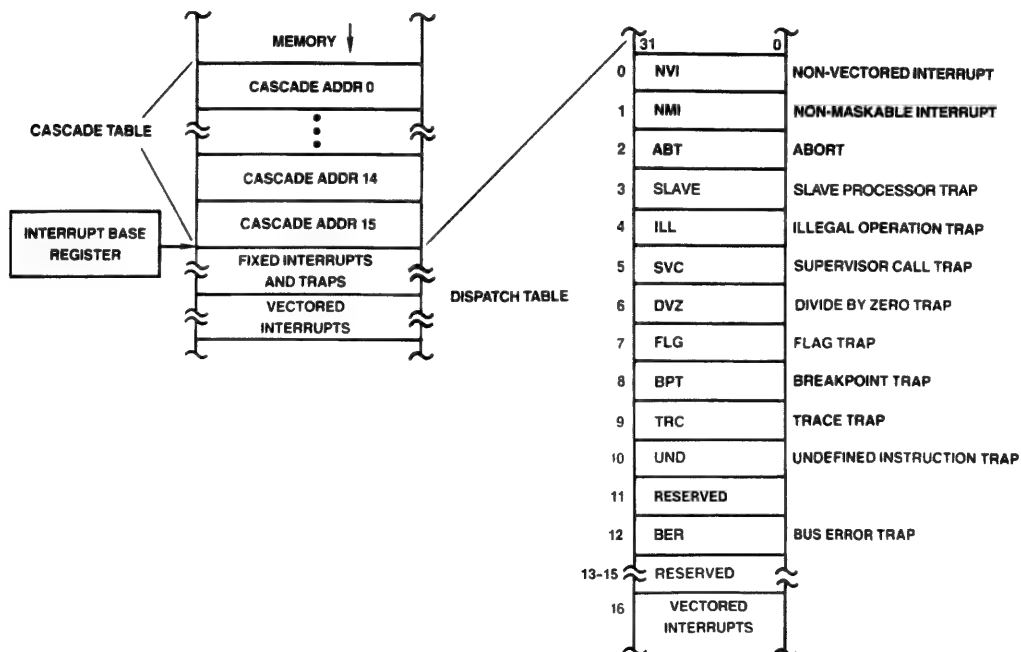 MEMORY
CASCADE ADDR 0
CASCADE TABLE
CASCADE ADDR 14
CASCADE ADDR 15
INTERRUPT BASE
REGISTER
FIXED INTERRUPTS
AND TRAPS
VECTORED
INTERRUPTS
DISPATCH TABLE
31 0
0 NVI NON-VECTORED INTERRUPT
1 NMI NON-MASKABLE INTERRUPT
2 ABT ABORT
3 SLAVE SLAVE PROCESSOR TRAP
4 ILL ILLEGAL OPERATION TRAP
5 SVC SUPERVISOR CALL TRAP
6 DVZ DIVIDE BY ZERO TRAP
7 FLG FLAG TRAP
8 BPT BREAKPOINT TRAP
9 TRC TRACE TRAP
10 UND UNDEFINED INSTRUCTION TRAP
11 RESERVED
12 BER BUS ERROR TRAP
13-15 RESERVED
16 VECTORED
INTERRUPTS